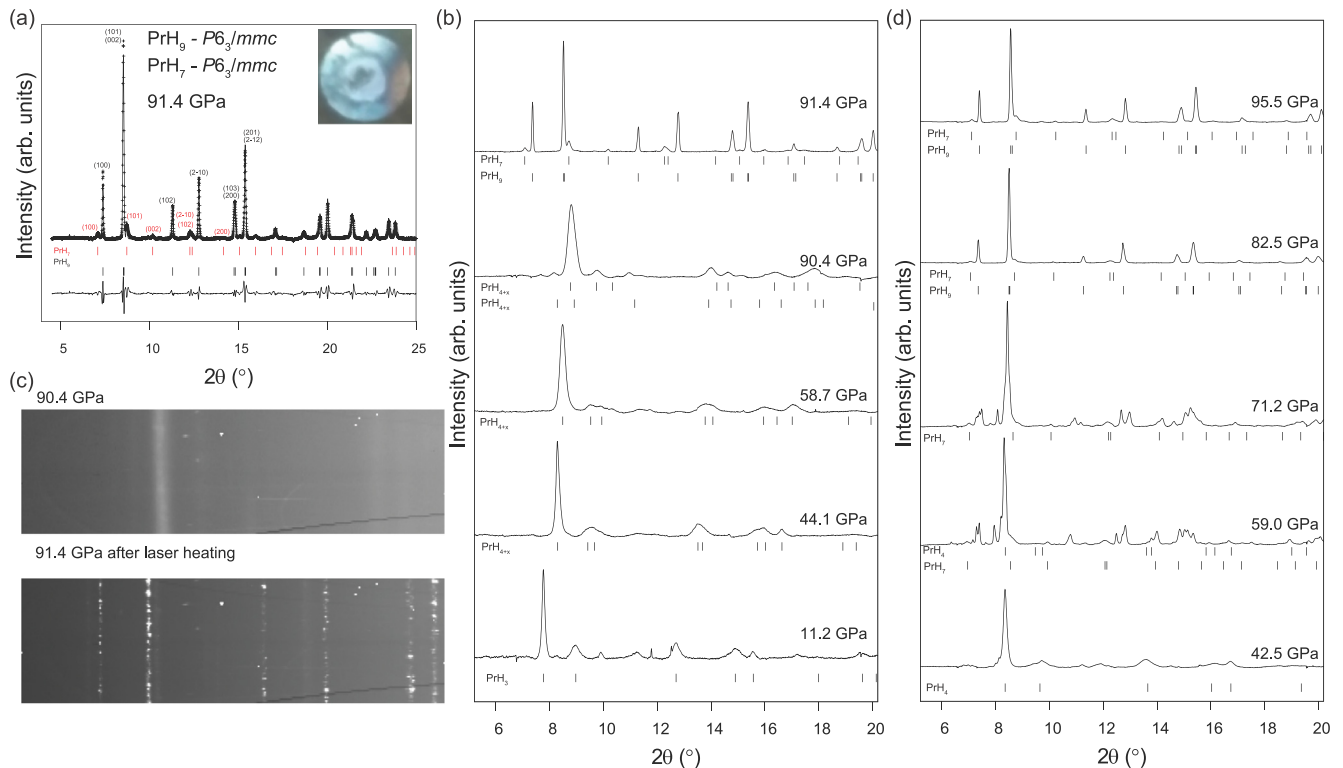 (a)
PrH₉ - P6₃/mmc
PrH₇ - P6₃/mmc
91.4 GPa
(101)
(002)
(100)
(201)
(2-12)
(2-10)
(103)
(200)
(102)
(100)
(101)
(002)
(2-10)
(102)
(200)
PrH₇
PrH₉
Intensity (arb. units)
5 10 15 20 25
2θ (°)
(c)
90.4 GPa
91.4 GPa after laser heating
(b)
Intensity (arb. units)
91.4 GPa
PrH₇
PrH₉
90.4 GPa
PrH₄₊ₓ
PrH₄₊ₓ
58.7 GPa
PrH₄₊ₓ
44.1 GPa
PrH₄₊ₓ
11.2 GPa
PrH₃
6 8 10 12 14 16 18 20
2θ (°)
(d)
Intensity (arb. units)
95.5 GPa
PrH₇
PrH₉
82.5 GPa
PrH₇
PrH₉
71.2 GPa
PrH₇
59.0 GPa
PrH₄
PrH₇
42.5 GPa
PrH₄
6 8 10 12 14 16 18 20
2θ (°)